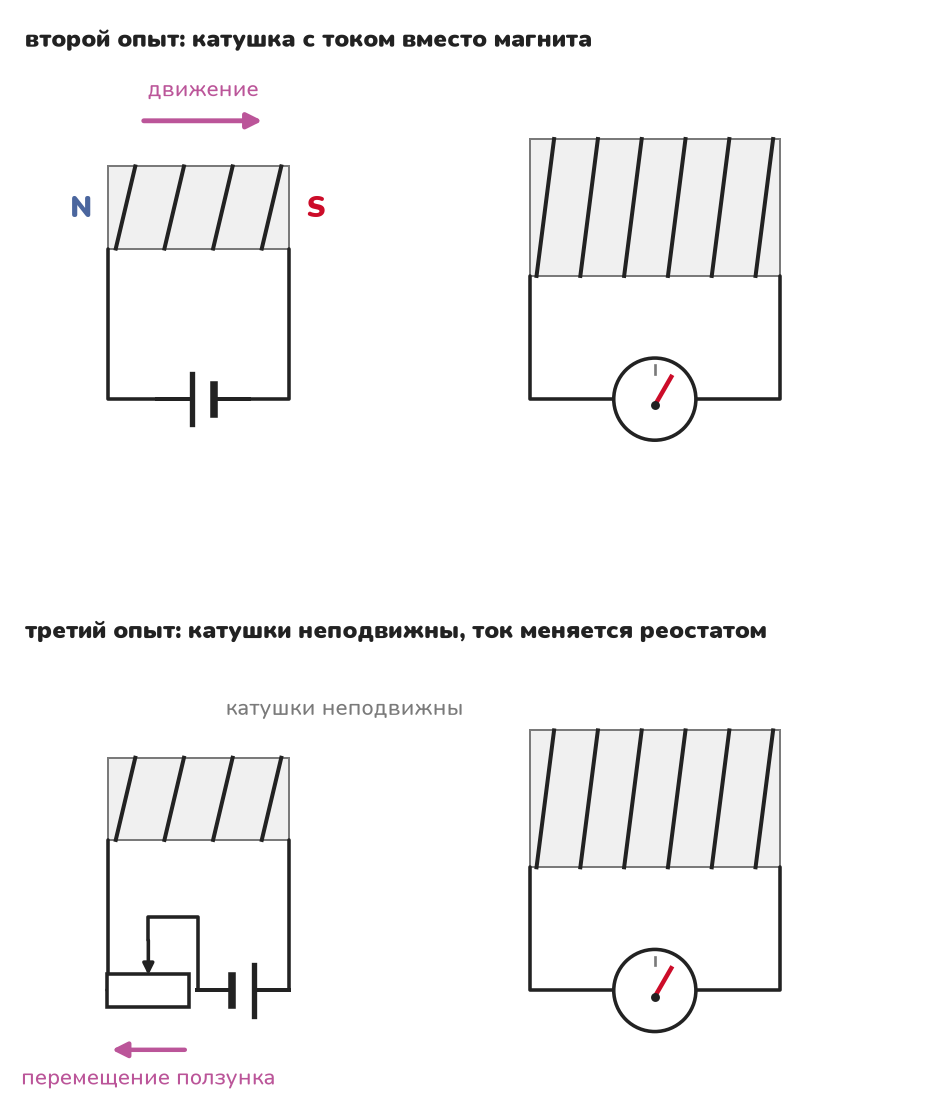 второй опыт: катушка с током вместо магнита
движение
N
S
третий опыт: катушки неподвижны, ток меняется реостатом
катушки неподвижны
перемещение ползунка